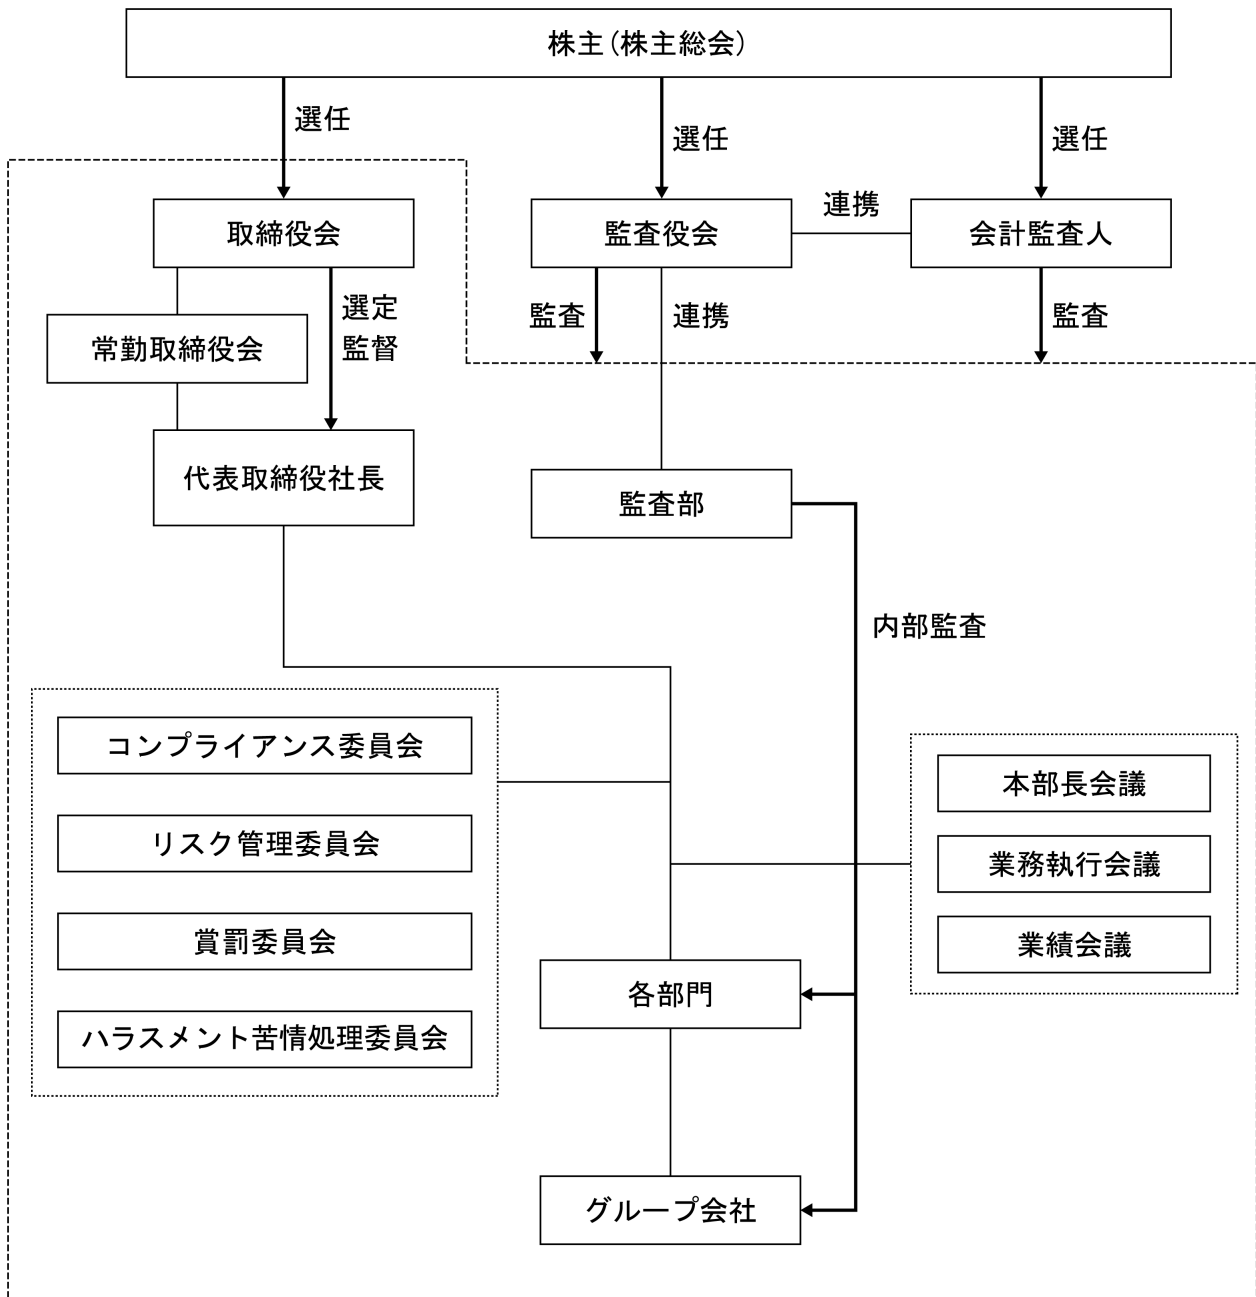 株主(株主総会)
選任
選任
選任
取締役会
監査役会
連携
会計監査人
選定
監督
監査
連携
監査
常勤取締役会
代表取締役社長
監査部
内部監査
コンプライアンス委員会
リスク管理委員会
賞罰委員会
ハラスメント苦情処理委員会
本部長会議
業務執行会議
業績会議
各部門
グループ会社